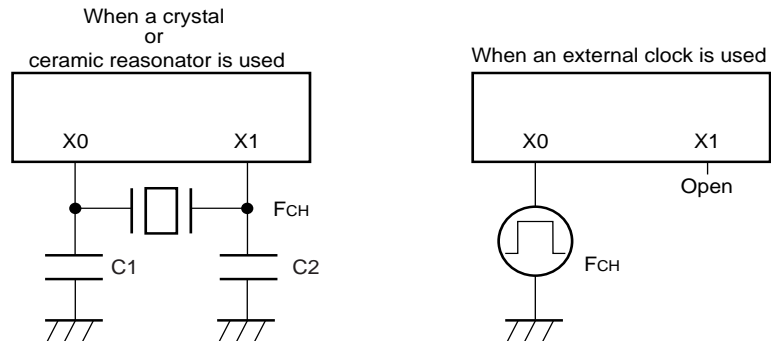 When a crystal
or
ceramic reasonator is used
X0 X1
FCH
C1 C2
When an external clock is used
X0 X1
Open
FCH